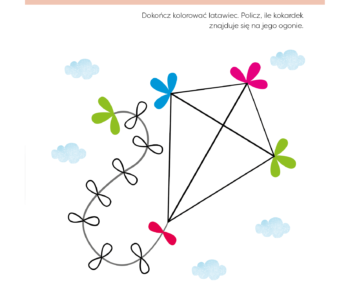 Dokończ kolorować latawiec. Policz, ile kokardek
znajduje się na jego ogonie.